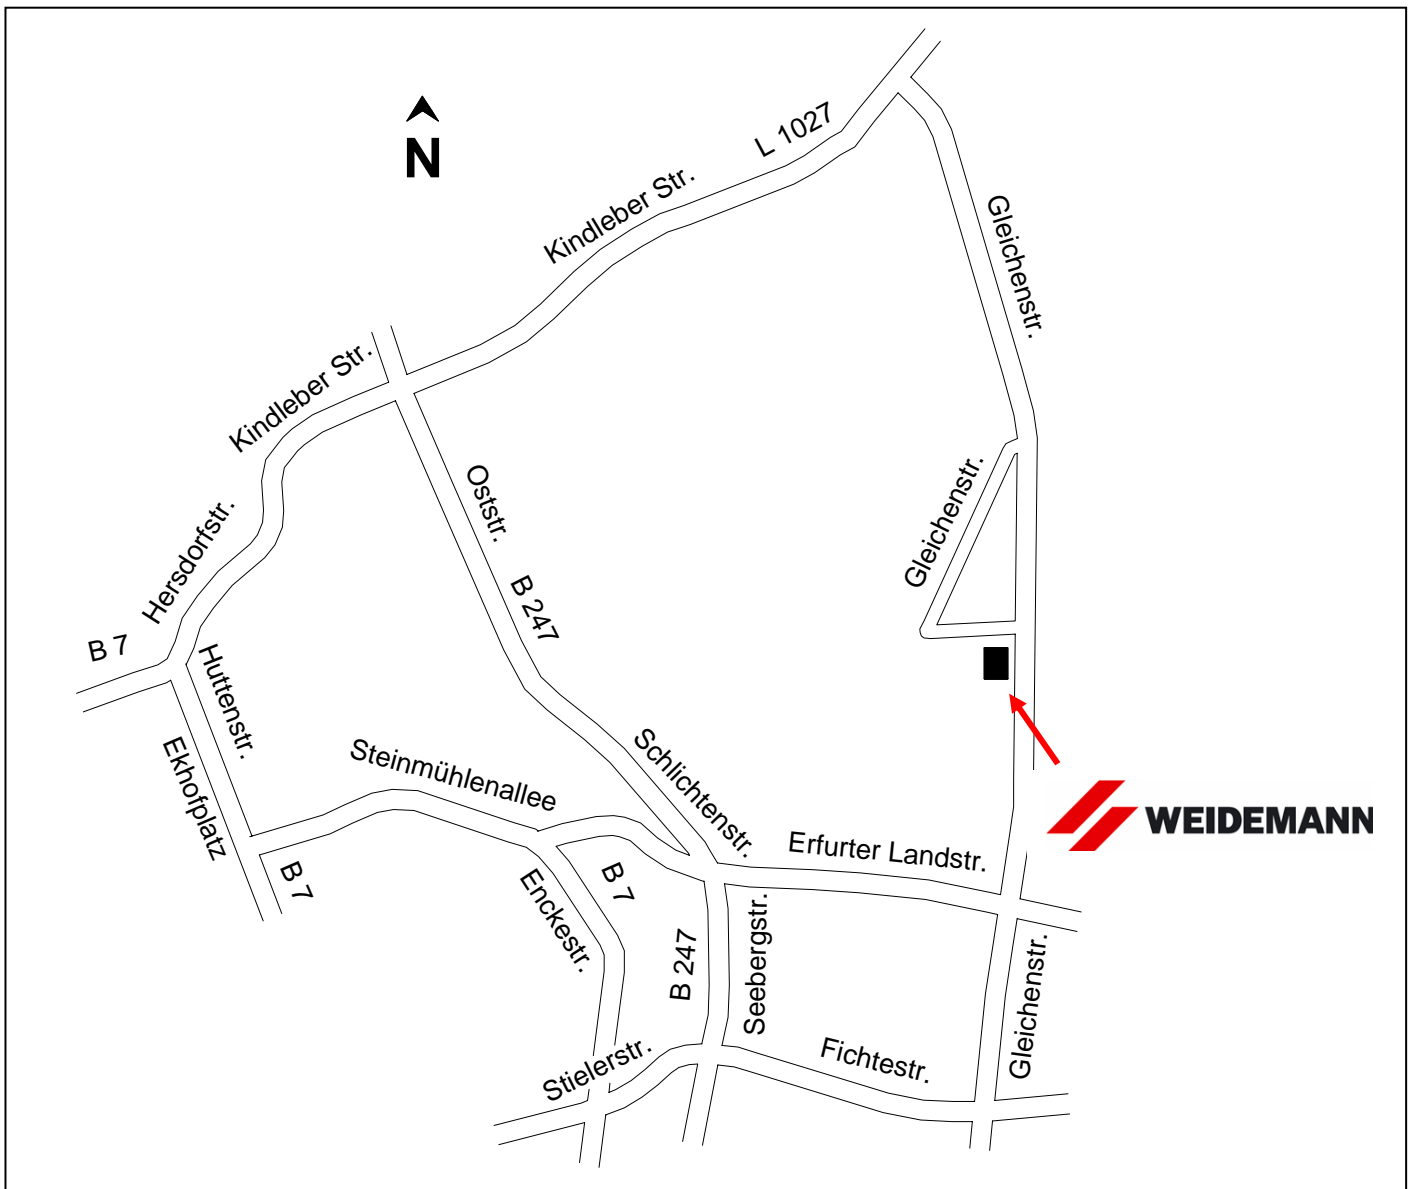 L 1027
N
Kindleber Str.
Gleichenstr.
Kindleber Str.
Oststr.
Gleichenstr.
Hersdorfstr.
B 247
B 7
Huttenstr.
Ekhofplatz
Steinmühlenallee
Schlichtenstr.
WEIDEMANN
Erfurter Landstr.
B 7
Enckestr.
B 7
B 247
Seebergstr.
Gleichenstr.
Stielerstr.
Fichtestr.